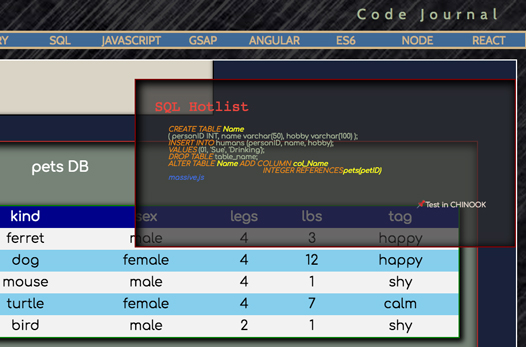 Code Journal
RY SQL JAVASCRIPT GSAP ANGULAR ES6 NODE REACT
SQL Hotlist
CREATE TABLE Name
( personID INT, name varchar(50), hobby varchar(100) );
INSERT INTO humans (personID, name, hobby);
VALUES (01, 'Sue', 'Drinking');
DROP TABLE table_name;
ALTER TABLE Name ADD COLUMN col_Name
INTEGER REFERENCES pets(petID)
massive.js
Test in CHINOOK
pets DB
kind sex legs lbs tag
ferret male 4 3 happy
dog female 4 12 happy
mouse male 4 1 shy
turtle female 4 7 calm
bird male 2 1 shy